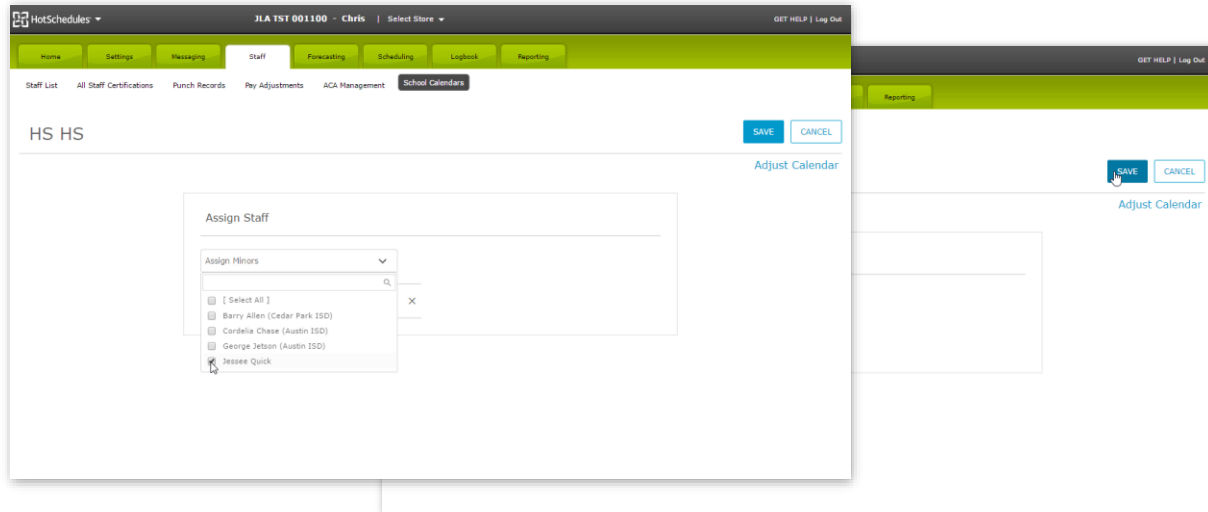 HotSchedules JLA TST 001100 - Chris | Select Store GET HELP | Log Out
Home Settings Messaging Staff Forecasting Scheduling Logbook Reporting
Staff List All Staff Certifications Punch Records Pay Adjustments ACA Management School Calendars
HS HS SAVE CANCEL
Adjust Calendar
Assign Staff
Assign Minors
[ Select All ]
Barry Allen (Cedar Park ISD)
Cordelia Chase (Austin ISD)
George Jetson (Austin ISD)
Jessee Quick
GET HELP | Log Out
Reporting
SAVE CANCEL
Adjust Calendar